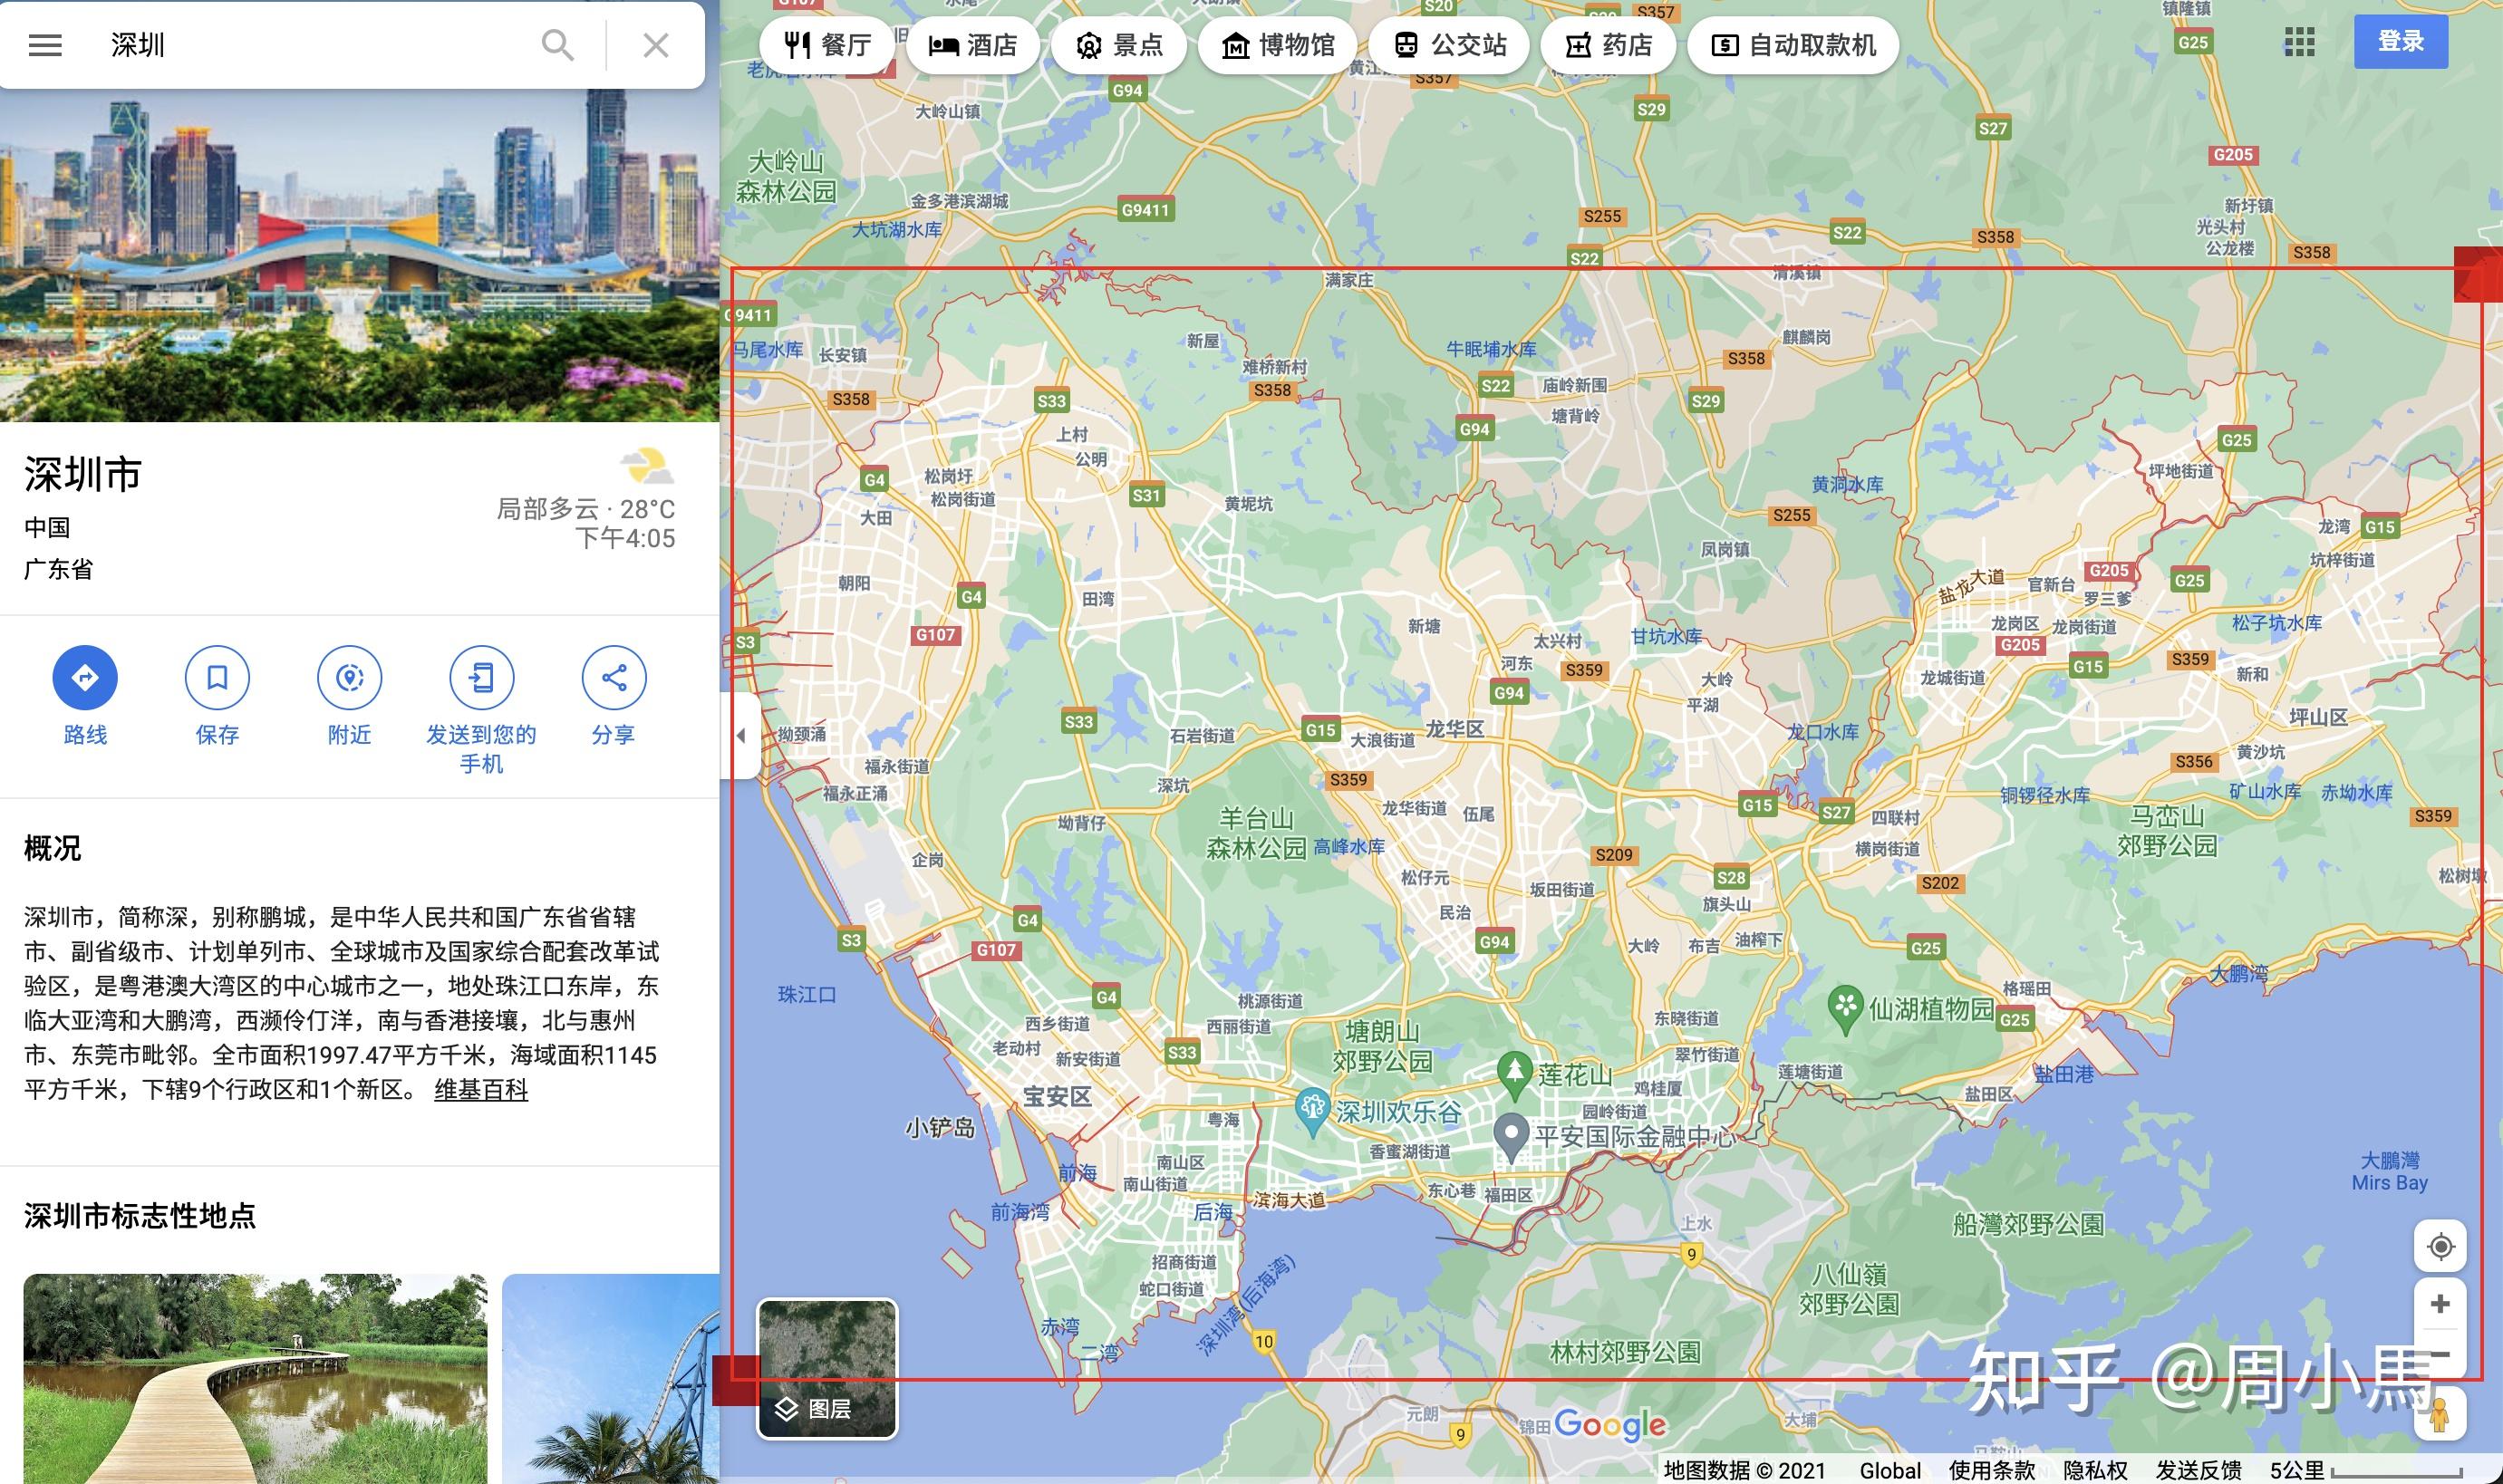 深圳
餐厅
酒店
景点
博物馆
公交站
药店
自动取款机
登录
深圳市
中国
广东省
局部多云 · 28°C
下午4:05
路线
保存
附近
发送到您的
手机
分享
概况
深圳市，简称深，别称鹏城，是中华人民共和国广东省省辖
市、副省级市、计划单列市、全球城市及国家综合配套改革试
验区，是粤港澳大湾区的中心城市之一，地处珠江口东岸，东
临大亚湾和大鹏湾，西濒伶仃洋，南与香港接壤，北与惠州
市、东莞市毗邻。全市面积1997.47平方千米，海域面积1145
平方千米，下辖9个行政区和1个新区。 维基百科
深圳市标志性地点
S20
S357
镇隆镇
G25
S357
G94
大岭山镇
S29
S27
G205
大岭山
森林公园
金多港滨湖城
G9411
大坑湖水库
S255
S22
S22
S358
新圩镇
光头村
公龙楼
S358
满家庄
清溪镇
G9411
马尾水库
长安镇
新屋
难桥新村
S358
牛眠埔水库
S22
庙岭新围
塘背岭
麒麟岗
S358
S29
S358
S33
上村
公明
G94
G25
G4
松岗圩
松岗街道
S31
大田
黄坭坑
黄洞水库
坪地街道
S255
龙湾
G15
坑梓街道
凤岗镇
朝阳
G4
田湾
盐龙大道
官新台
G205
罗三爹
G25
S3
G107
新塘
太兴村
甘坑水库
龙岗区
龙岗街道
G205
松子坑水库
河东
S359
G94
大岭
平湖
龙城街道
G15
S359
新和
坪山区
坳颈涌
S33
石岩街道
G15
大浪街道
龙华区
龙口水库
黄沙坑
S356
福永街道
福永正涌
深坑
S359
龙华街道
伍尾
G15
S27
四联村
铜锣径水库
矿山水库
赤坳水库
S359
坳背仔
羊台山
森林公园
高峰水库
横岗街道
马峦山
郊野公园
企岗
S209
松仔元
坂田街道
S28
旗头山
S202
G4
S3
G107
民治
G94
大岭
布吉
油榨下
G25
大鹏湾
珠江口
G4
桃源街道
西丽街道
西乡街道
老动村
新安街道
塘朗山
郊野公园
东晓街道
仙湖植物园
格瑶田
G25
S33
翠竹街道
莲塘街道
盐田港
宝安区
莲花山
鸡桂厦
盐田区
小铲岛
粤海
深圳欢乐谷
园岭街道
平安国际金融中心
香蜜湖街道
前海
南山区
南山街道
东心巷
福田区
大鵬灣
Mirs Bay
前海湾
后海
滨海大道
上水
船灣郊野公園
9
招商街道
蛇口街道
深圳湾(后海湾)
八仙嶺
郊野公園
赤湾
二湾
10
林村郊野公園
元朗
9
锦田
大埔
图层
Google
知乎 @周小馬
地图数据 © 2021
Global
使用条款
隐私权
发送反馈
5公里